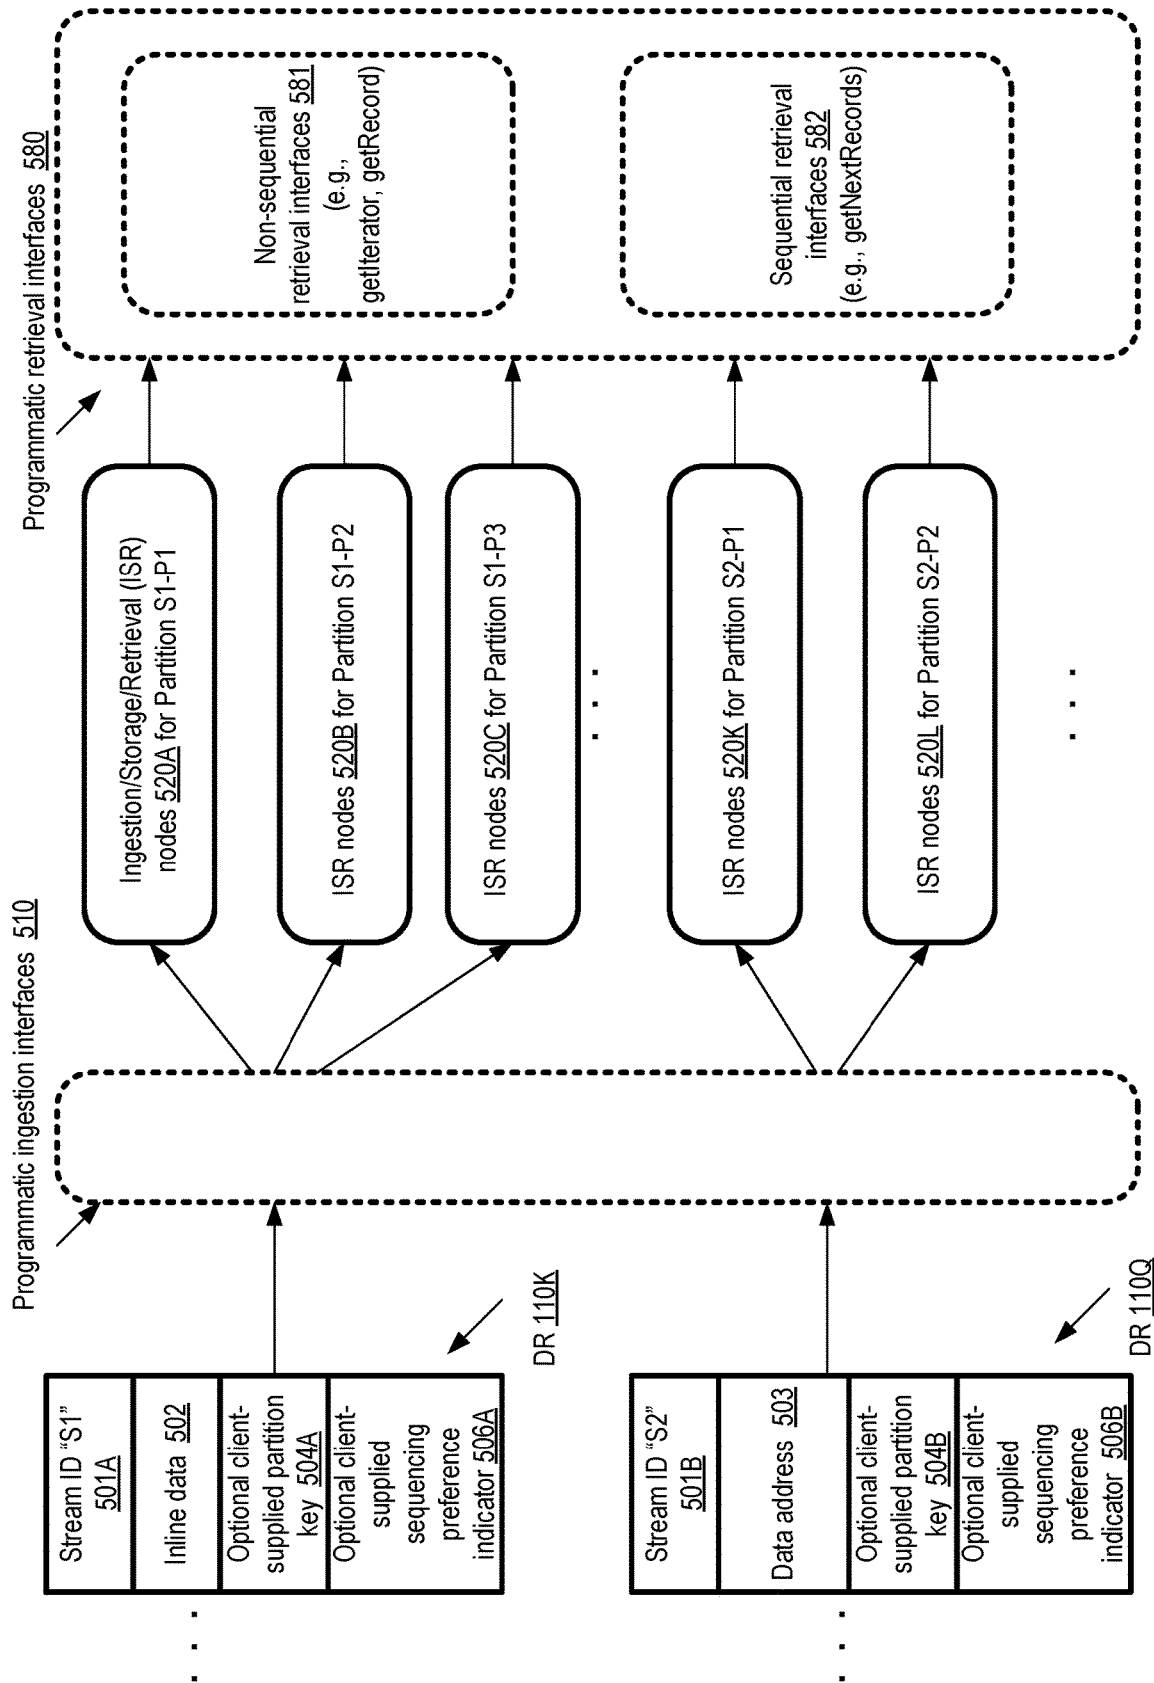 Stream ID “S1”
501A
Inline data 502
Optional client-
supplied partition
key 504A
Optional client-
supplied
sequencing
preference
indicator 506A
DR 110K
Stream ID “S2”
501B
Data address 503
Optional client-
supplied partition
key 504B
Optional client-
supplied
sequencing
preference
indicator 506B
DR 110Q
Programmatic ingestion interfaces 510
Ingestion/Storage/Retrieval (ISR)
nodes 520A for Partition S1-P1
ISR nodes 520B for Partition S1-P2
ISR nodes 520C for Partition S1-P3
ISR nodes 520K for Partition S2-P1
ISR nodes 520L for Partition S2-P2
Programmatic retrieval interfaces 580
Non-sequential
retrieval interfaces 581
(e.g.,
getIterator, getRecord)
Sequential retrieval
interfaces 582
(e.g., getNextRecords)